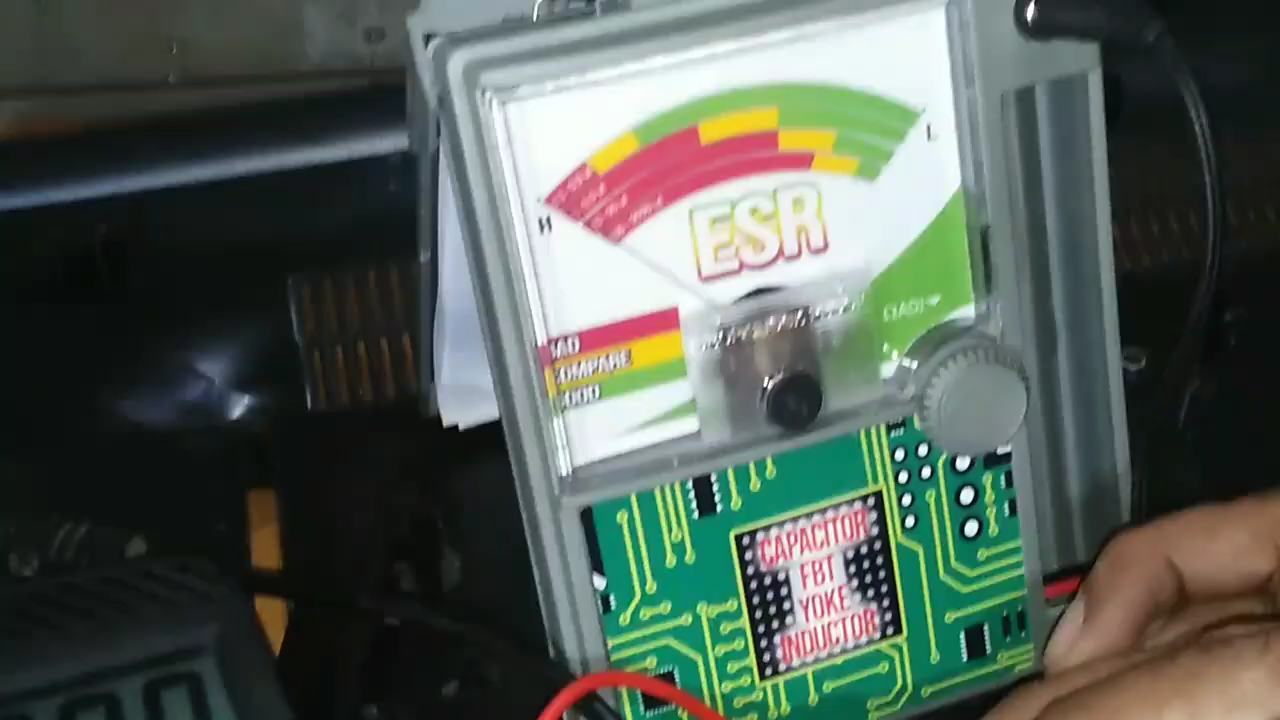 L
H
ESR
BAD
COMPARE
GOOD
CAPACITOR
FBT
YOKE
INDUCTOR